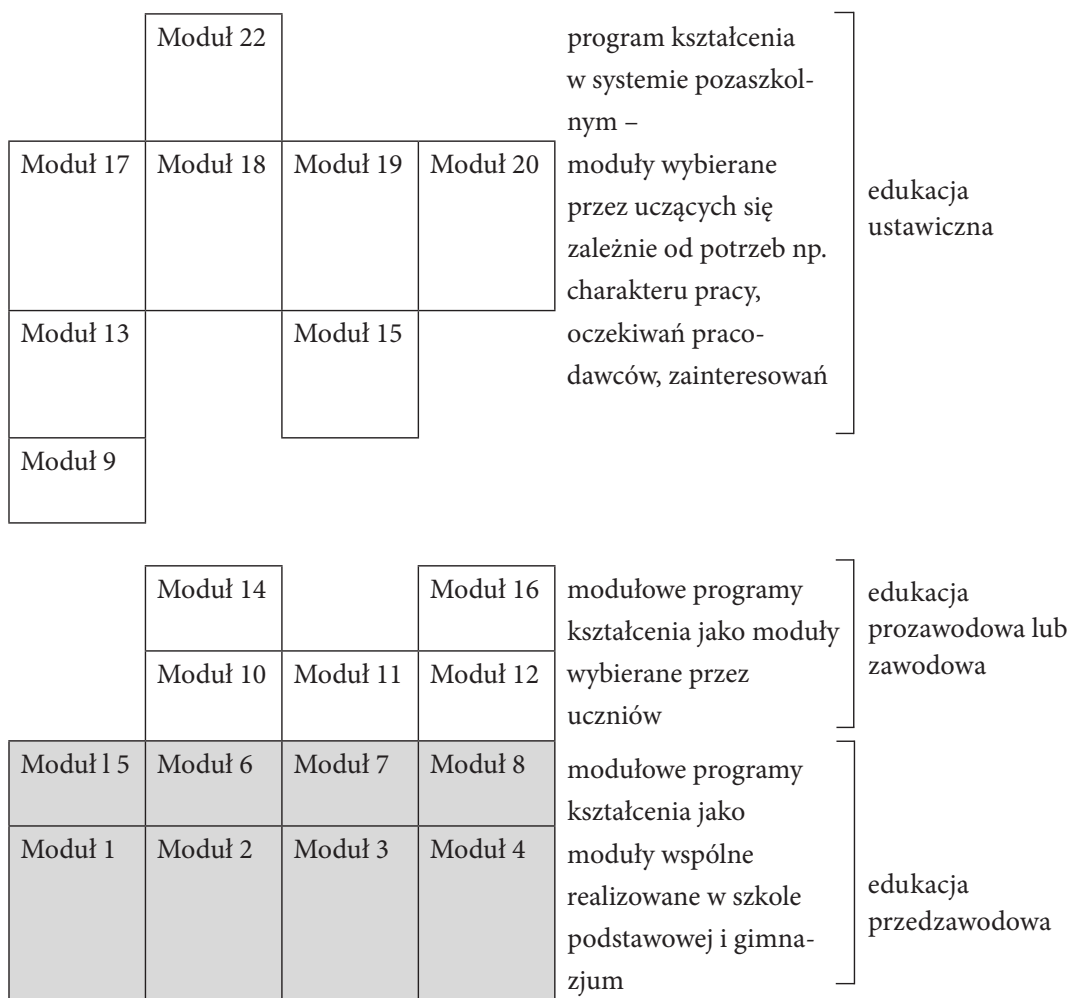 Moduł 22
program kształcenia
w systemie pozaszkol-
nym –
Moduł 17 Moduł 18 Moduł 19 Moduł 20
moduły wybierane
przez uczących się
zależnie od potrzeb np.
charakteru pracy,
Moduł 13 Moduł 15
oczekiwań praco-
dawców, zainteresowań
edukacja
ustawiczna
Moduł 9
Moduł 14 Moduł 16
Moduł 10 Moduł 11 Moduł 12
modułowe programy
kształcenia jako moduły
wybierane przez
uczniów
edukacja
prozawodowa lub
zawodowa
Moduł l 5 Moduł 6 Moduł 7 Moduł 8
Moduł 1 Moduł 2 Moduł 3 Moduł 4
modułowe programy
kształcenia jako
moduły wspólne
realizowane w szkole
podstawowej i gimna-
zjum
edukacja
przedzawodowa